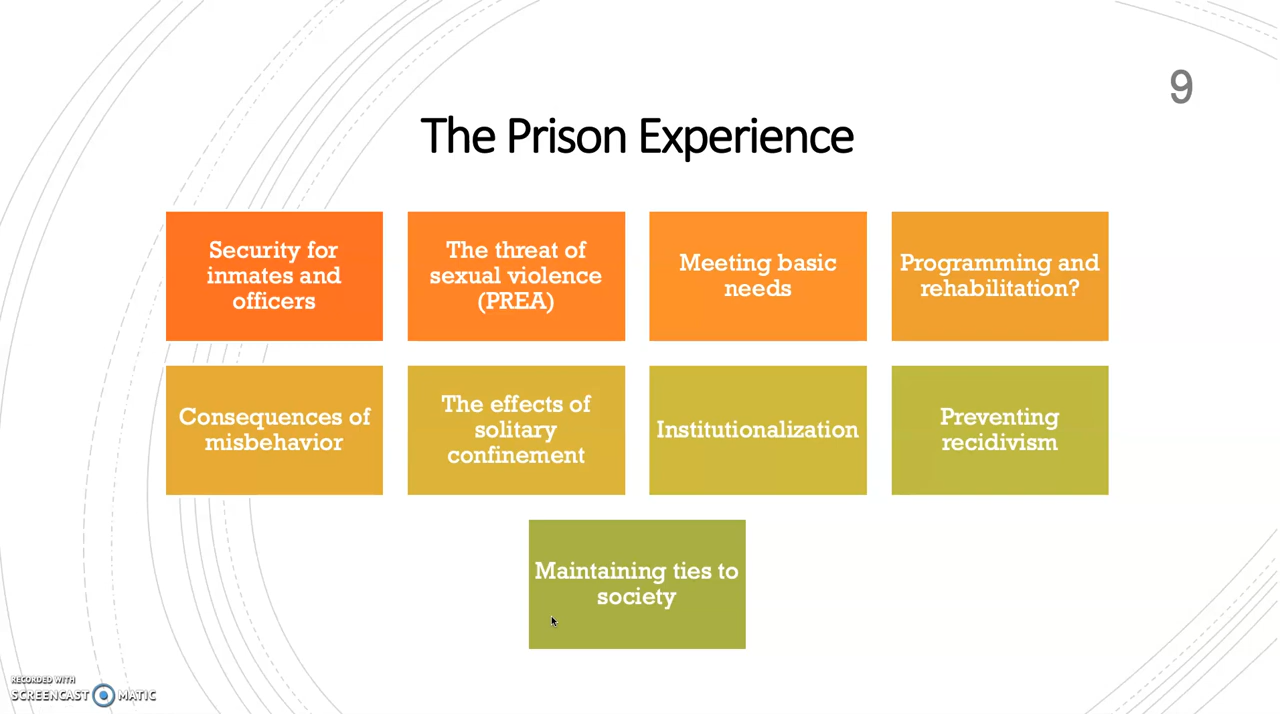 9
The Prison Experience
Security for
inmates and
officers
The threat of
sexual violence
(PREA)
Meeting basic
needs
Programming and
rehabilitation?
Consequences of
misbehavior
The effects of
solitary
confinement
Institutionalization
Preventing
recidivism
Maintaining ties to
society
RECORDED WITH
SCREENCAST MATIC